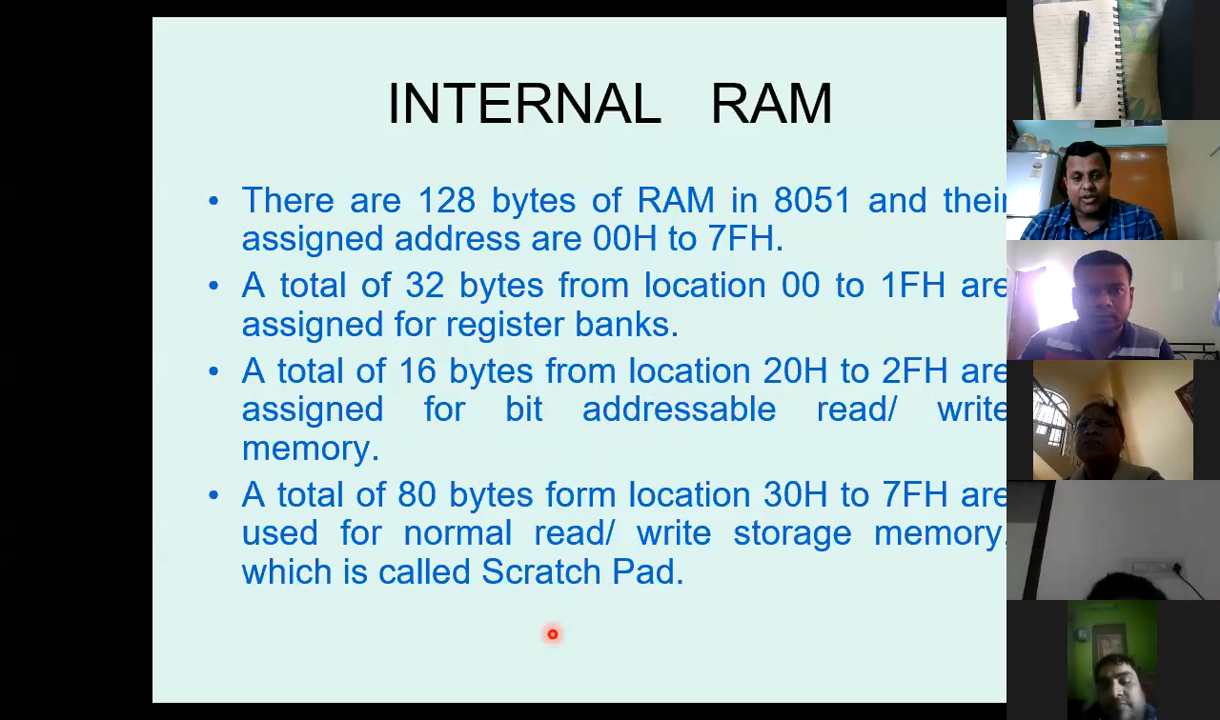 INTERNAL RAM
• There are 128 bytes of RAM in 8051 and their
assigned address are 00H to 7FH.
• A total of 32 bytes from location 00 to 1FH are
assigned for register banks.
• A total of 16 bytes from location 20H to 2FH are
assigned for bit addressable read/ write
memory.
• A total of 80 bytes form location 30H to 7FH are
used for normal read/ write storage memory,
which is called Scratch Pad.